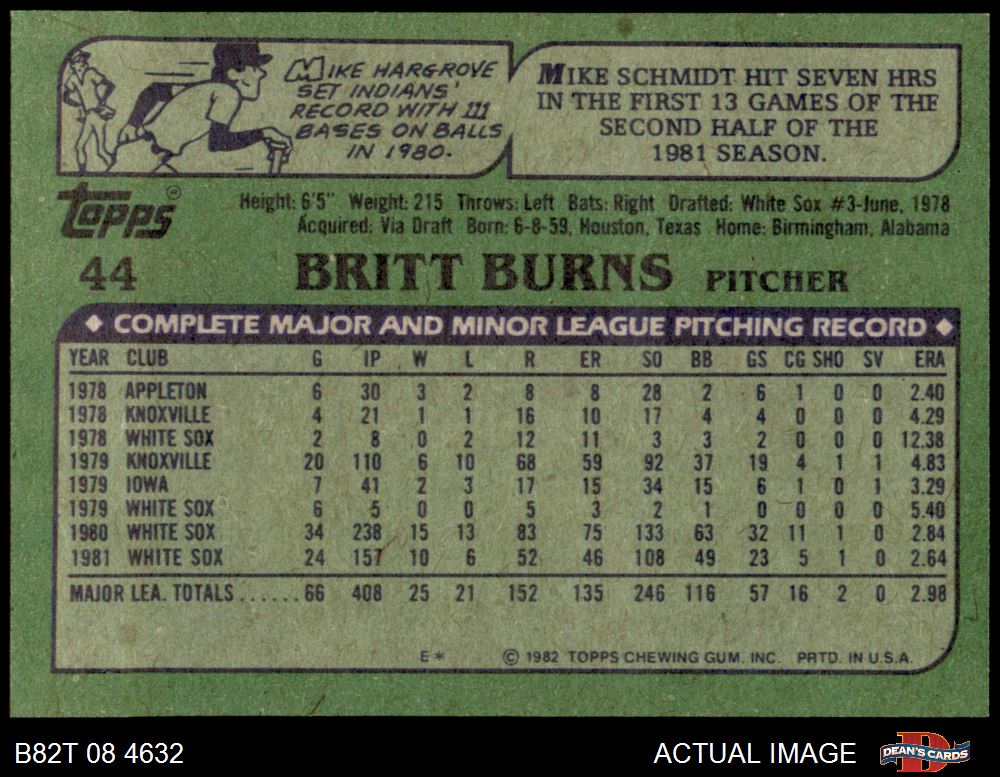 MIKE HARGROVE
SET INDIANS'
RECORD WITH 111
BASES ON BALLS
IN 1980.
MIKE SCHMIDT HIT SEVEN HRS
IN THE FIRST 13 GAMES OF THE
SECOND HALF OF THE
1981 SEASON.
topps®
Height: 6'5" Weight: 215 Throws: Left Bats: Right Drafted: White Sox #3-June, 1978
Acquired: Via Draft Born: 6-8-59, Houston, Texas Home: Birmingham, Alabama
44 BRITT BURNS PITCHER
◆ COMPLETE MAJOR AND MINOR LEAGUE PITCHING RECORD ◆
YEAR CLUB G IP W L R ER SO BB GS CG SHO SV ERA
1978 APPLETON 6 30 3 2 8 8 28 2 6 1 0 0 2.40
1978 KNOXVILLE 4 21 1 1 16 10 17 4 4 0 0 0 4.29
1978 WHITE SOX 2 8 0 2 12 11 3 3 2 0 0 0 12.38
1979 KNOXVILLE 20 110 6 10 68 59 92 37 19 4 1 1 4.83
1979 IOWA 7 41 2 3 17 15 34 15 6 1 0 1 3.29
1979 WHITE SOX 6 5 0 0 5 3 2 1 0 0 0 0 5.40
1980 WHITE SOX 34 238 15 13 83 75 133 63 32 11 1 0 2.84
1981 WHITE SOX 24 157 10 6 52 46 108 49 23 5 1 0 2.64
MAJOR LEA. TOTALS......66 408 25 21 152 135 246 116 57 16 2 0 2.98
E* © 1982 TOPPS CHEWING GUM, INC. PRTD. IN U.S.A.
B82T 08 4632 ACTUAL IMAGE D DEAN'S CARDS